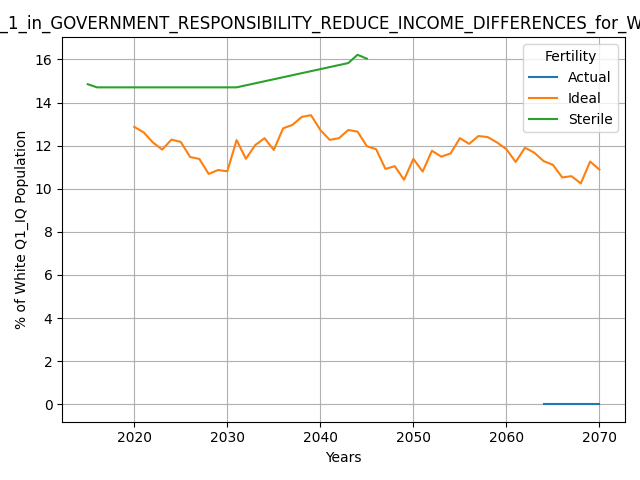 _1_in_GOVERNMENT_RESPONSIBILITY_REDUCE_INCOME_DIFFERENCES_for_W
Fertility
Actual
Ideal
Sterile
% of White Q1_IQ Population
16
14
12
10
8
6
4
2
0
2020 2030 2040 2050 2060 2070
Years